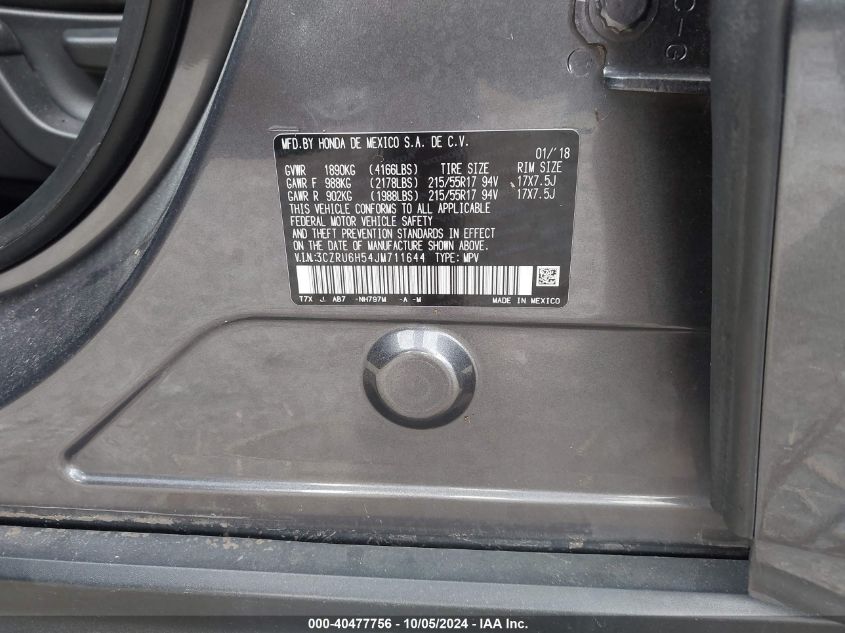 C-G
MFD.BY HONDA DE MEXICO S.A. DE C.V.
01/'18
GVWR 1890KG (4166LBS) TIRE SIZE RIM SIZE
GAWR F 988KG (2178LBS) 215/55R17 94V 17X7.5J
GAWR R 902KG (1988LBS) 215/55R17 94V 17X7.5J
THIS VEHICLE CONFORMS TO ALL APPLICABLE
FEDERAL MOTOR VEHICLE SAFETY
AND THEFT PREVENTION STANDARDS IN EFFECT
ON THE DATE OF MANUFACTURE SHOWN ABOVE.
V.I.N:3CZRU6H54JM711644 TYPE: MPV
T7X J. AB7 -NH797M -A -M MADE IN MEXICO
000-40477756 - 10/05/2024 - IAA Inc.